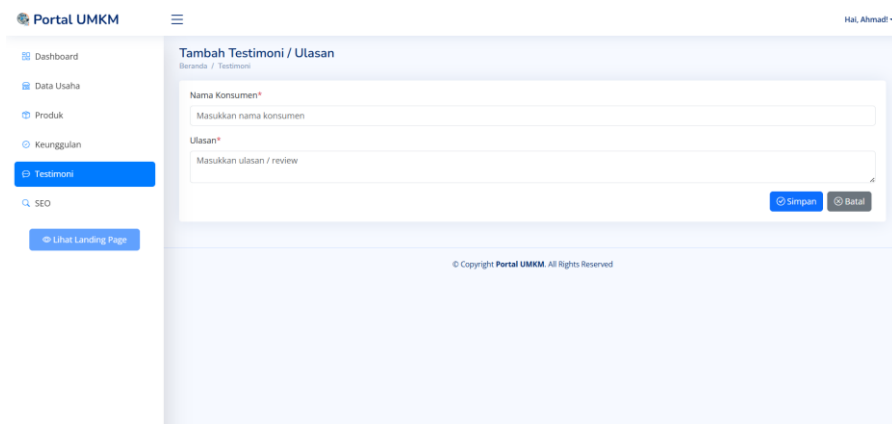 Portal UMKM
Hai, Ahmad!
Dashboard
Data Usaha
Produk
Keunggulan
Testimoni
SEO
Lihat Landing Page
Tambah Testimoni / Ulasan
Beranda / Testimoni
Nama Konsumen*
Masukkan nama konsumen
Ulasan*
Masukkan ulasan / review
Simpan Batal
© Copyright Portal UMKM. All Rights Reserved